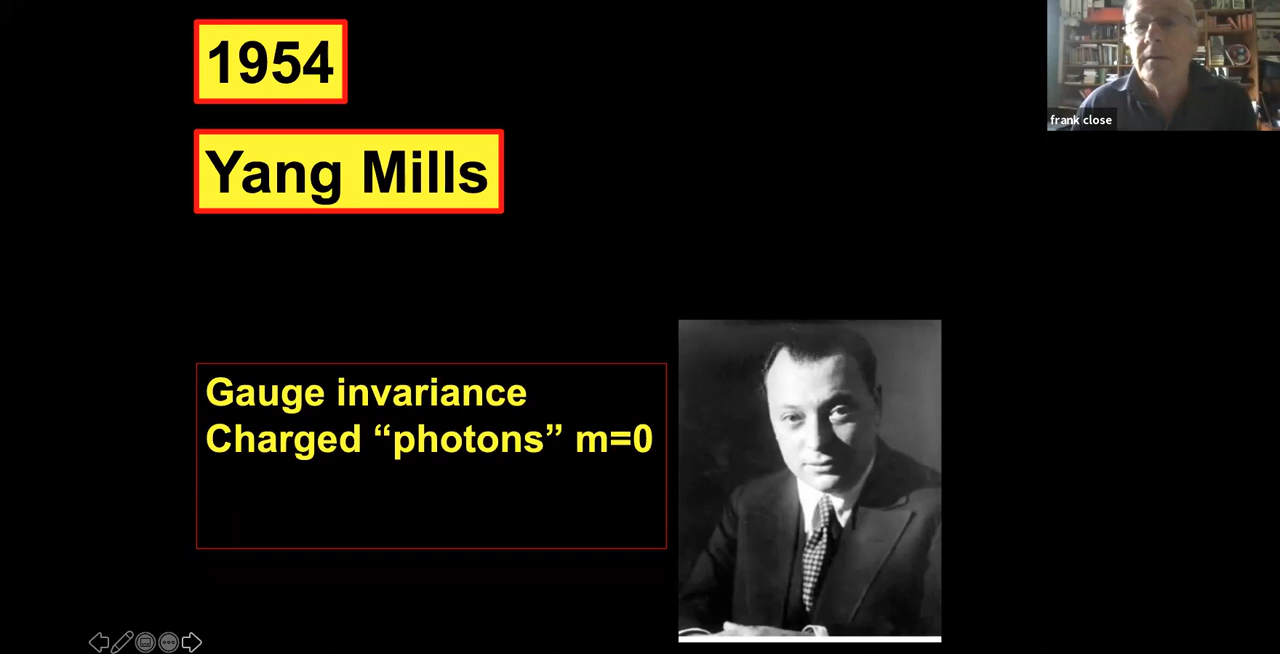 1954
Yang Mills
frank close
Gauge invariance
Charged “photons” m=0